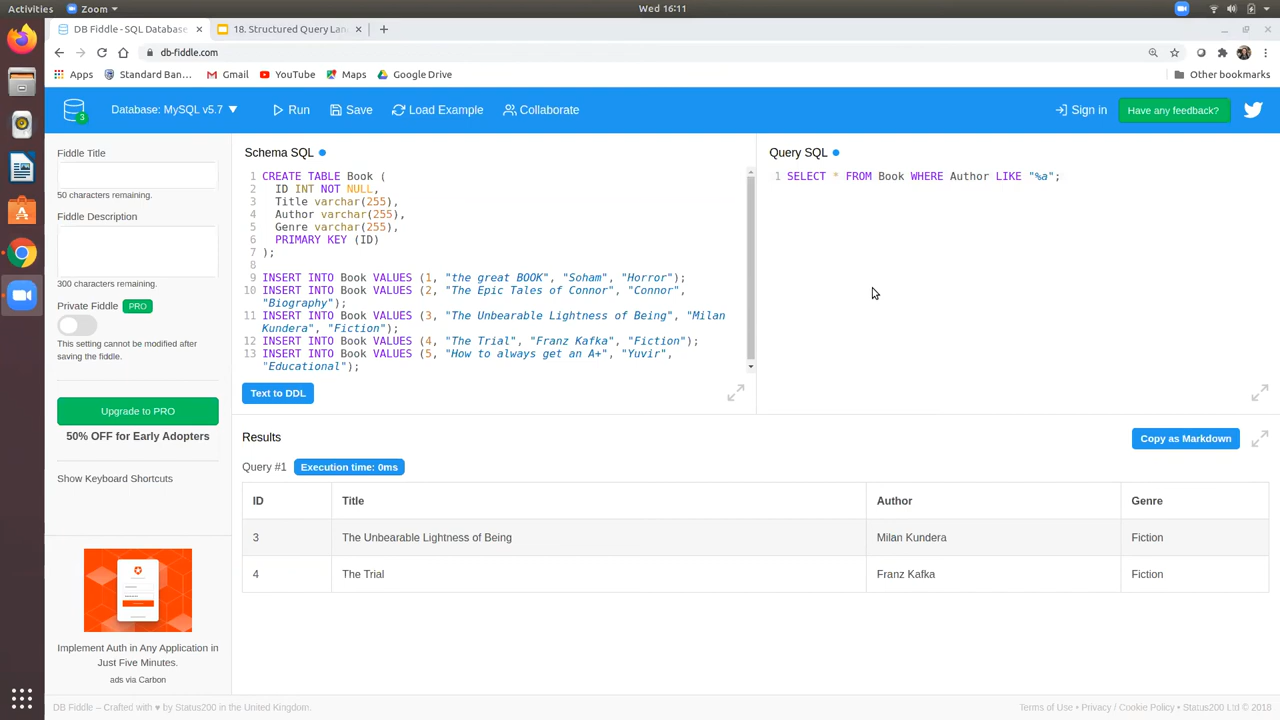 Activities
Zoom
Wed 16:11
DB Fiddle - SQL Database
18. Structured Query Lan
db-fiddle.com
Apps
Standard Ban...
Gmail
YouTube
Maps
Google Drive
Other bookmarks
3
Database: MySQL v5.7
Run
Save
Load Example
Collaborate
Sign in
Have any feedback?
Fiddle Title
50 characters remaining.
Fiddle Description
300 characters remaining.
Private Fiddle PRO
This setting cannot be modified after
saving the fiddle.
Upgrade to PRO
50% OFF for Early Adopters
Show Keyboard Shortcuts
Implement Auth in Any Application in
Just Five Minutes.
ads via Carbon
Schema SQL
1 CREATE TABLE Book (
2 ID INT NOT NULL,
3 Title varchar(255),
4 Author varchar(255),
5 Genre varchar(255),
6 PRIMARY KEY (ID)
7 );
8
9 INSERT INTO Book VALUES (1, "the great BOOK", "Soham", "Horror");
10 INSERT INTO Book VALUES (2, "The Epic Tales of Connor", "Connor",
"Biography");
11 INSERT INTO Book VALUES (3, "The Unbearable Lightness of Being", "Milan
Kundera", "Fiction");
12 INSERT INTO Book VALUES (4, "The Trial", "Franz Kafka", "Fiction");
13 INSERT INTO Book VALUES (5, "How to always get an A+", "Yuvir",
"Educational");
Text to DDL
Query SQL
1 SELECT * FROM Book WHERE Author LIKE "%a";
Results
Copy as Markdown
Query #1 Execution time: 0ms
ID Title Author Genre
3 The Unbearable Lightness of Being Milan Kundera Fiction
4 The Trial Franz Kafka Fiction
DB Fiddle – Crafted with ♥ by Status200 in the United Kingdom.
Terms of Use • Privacy / Cookie Policy • Status200 Ltd © 2018